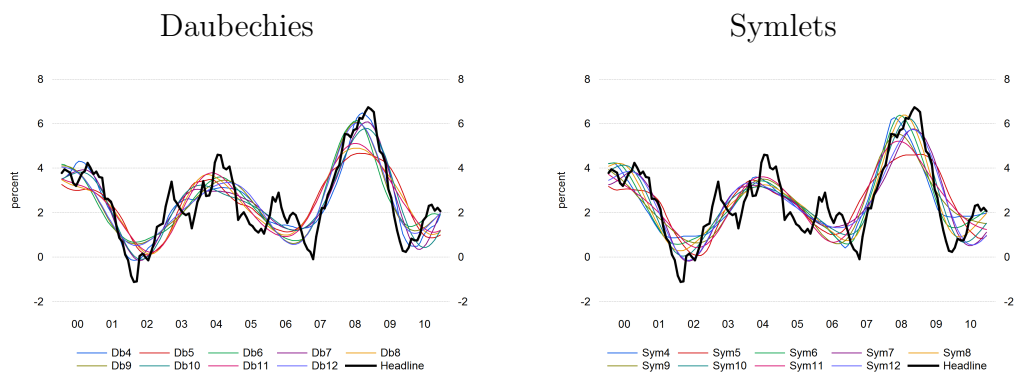 Daubechies
Symlets
8 8
6 6
4 4
2 2
0 0
-2 -2
percent
00 01 02 03 04 05 06 07 08 09 10
Db4 Db5 Db6 Db7 Db8
Db9 Db10 Db11 Db12 Headline
8 8
6 6
4 4
2 2
0 0
-2 -2
percent
00 01 02 03 04 05 06 07 08 09 10
Sym4 Sym5 Sym6 Sym7 Sym8
Sym9 Sym10 Sym11 Sym12 Headline